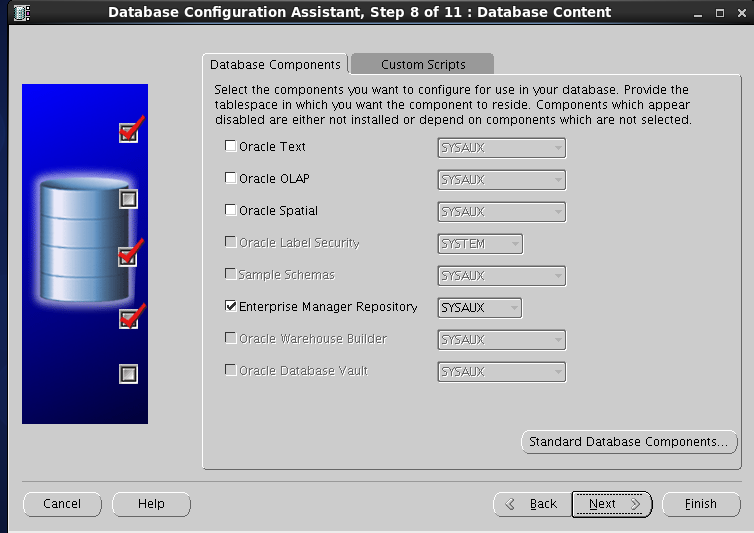 Database Configuration Assistant, Step 8 of 11 : Database Content
Database Components
Custom Scripts
Select the components you want to configure for use in your database. Provide the
tablespace in which you want the component to reside. Components which appear
disabled are either not installed or depend on components which are not selected.
Oracle Text SYSAUX
Oracle OLAP SYSAUX
Oracle Spatial SYSAUX
Oracle Label Security SYSTEM
Sample Schemas SYSAUX
Enterprise Manager Repository SYSAUX
Oracle Warehouse Builder SYSAUX
Oracle Database Vault SYSAUX
Standard Database Components...
Cancel Help Back Next Finish